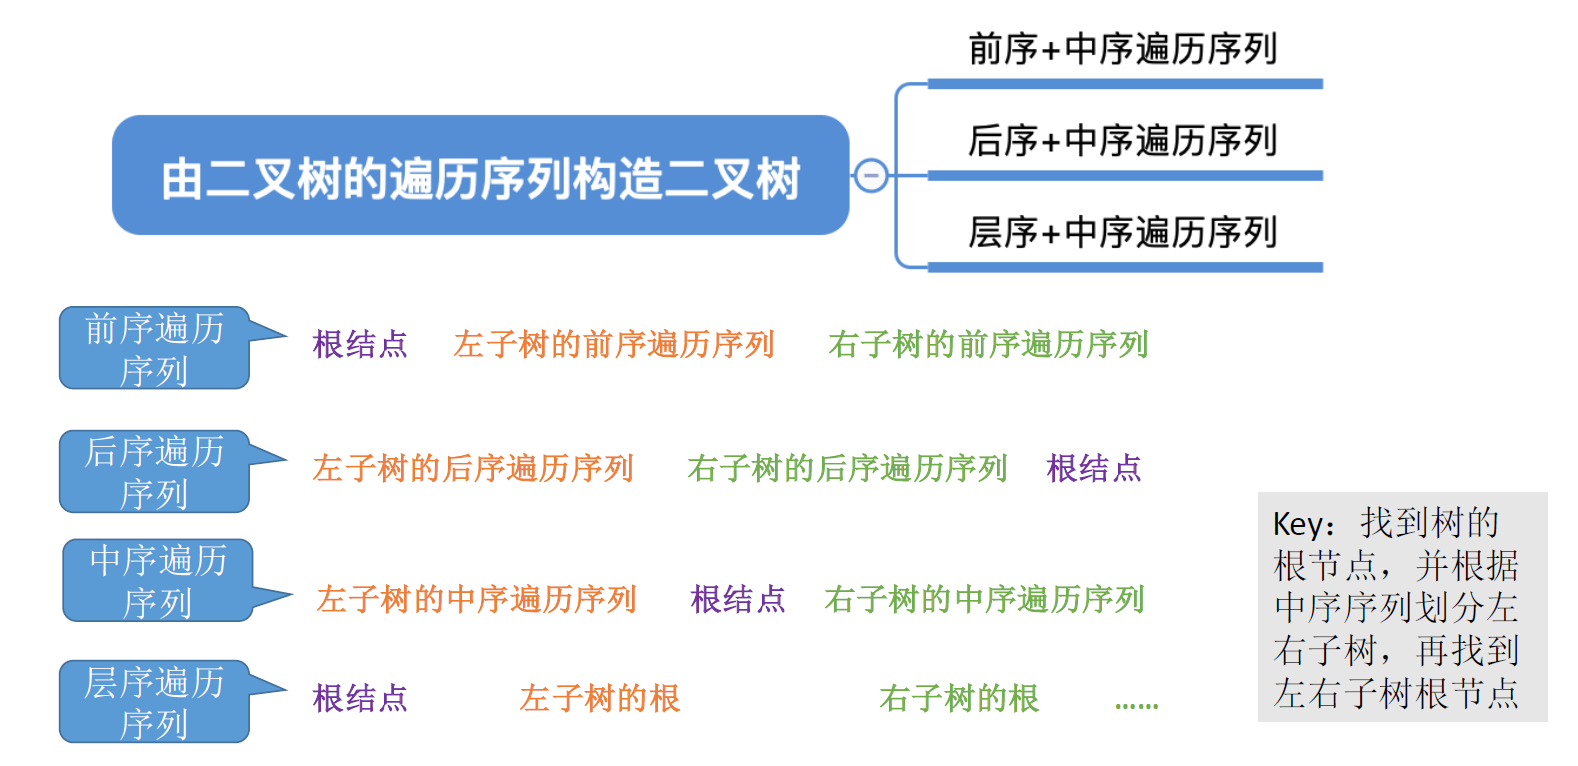 前序+中序遍历序列
由二叉树的遍历序列构造二叉树
后序+中序遍历序列
层序+中序遍历序列
前序遍历
序列
根结点 左子树的前序遍历序列 右子树的前序遍历序列
后序遍历
序列
左子树的后序遍历序列 右子树的后序遍历序列 根结点
中序遍历
序列
左子树的中序遍历序列 根结点 右子树的中序遍历序列
层序遍历
序列
根结点 左子树的根 右子树的根 ……
Key：找到树的
根节点，并根据
中序序列划分左
右子树，再找到
左右子树根节点